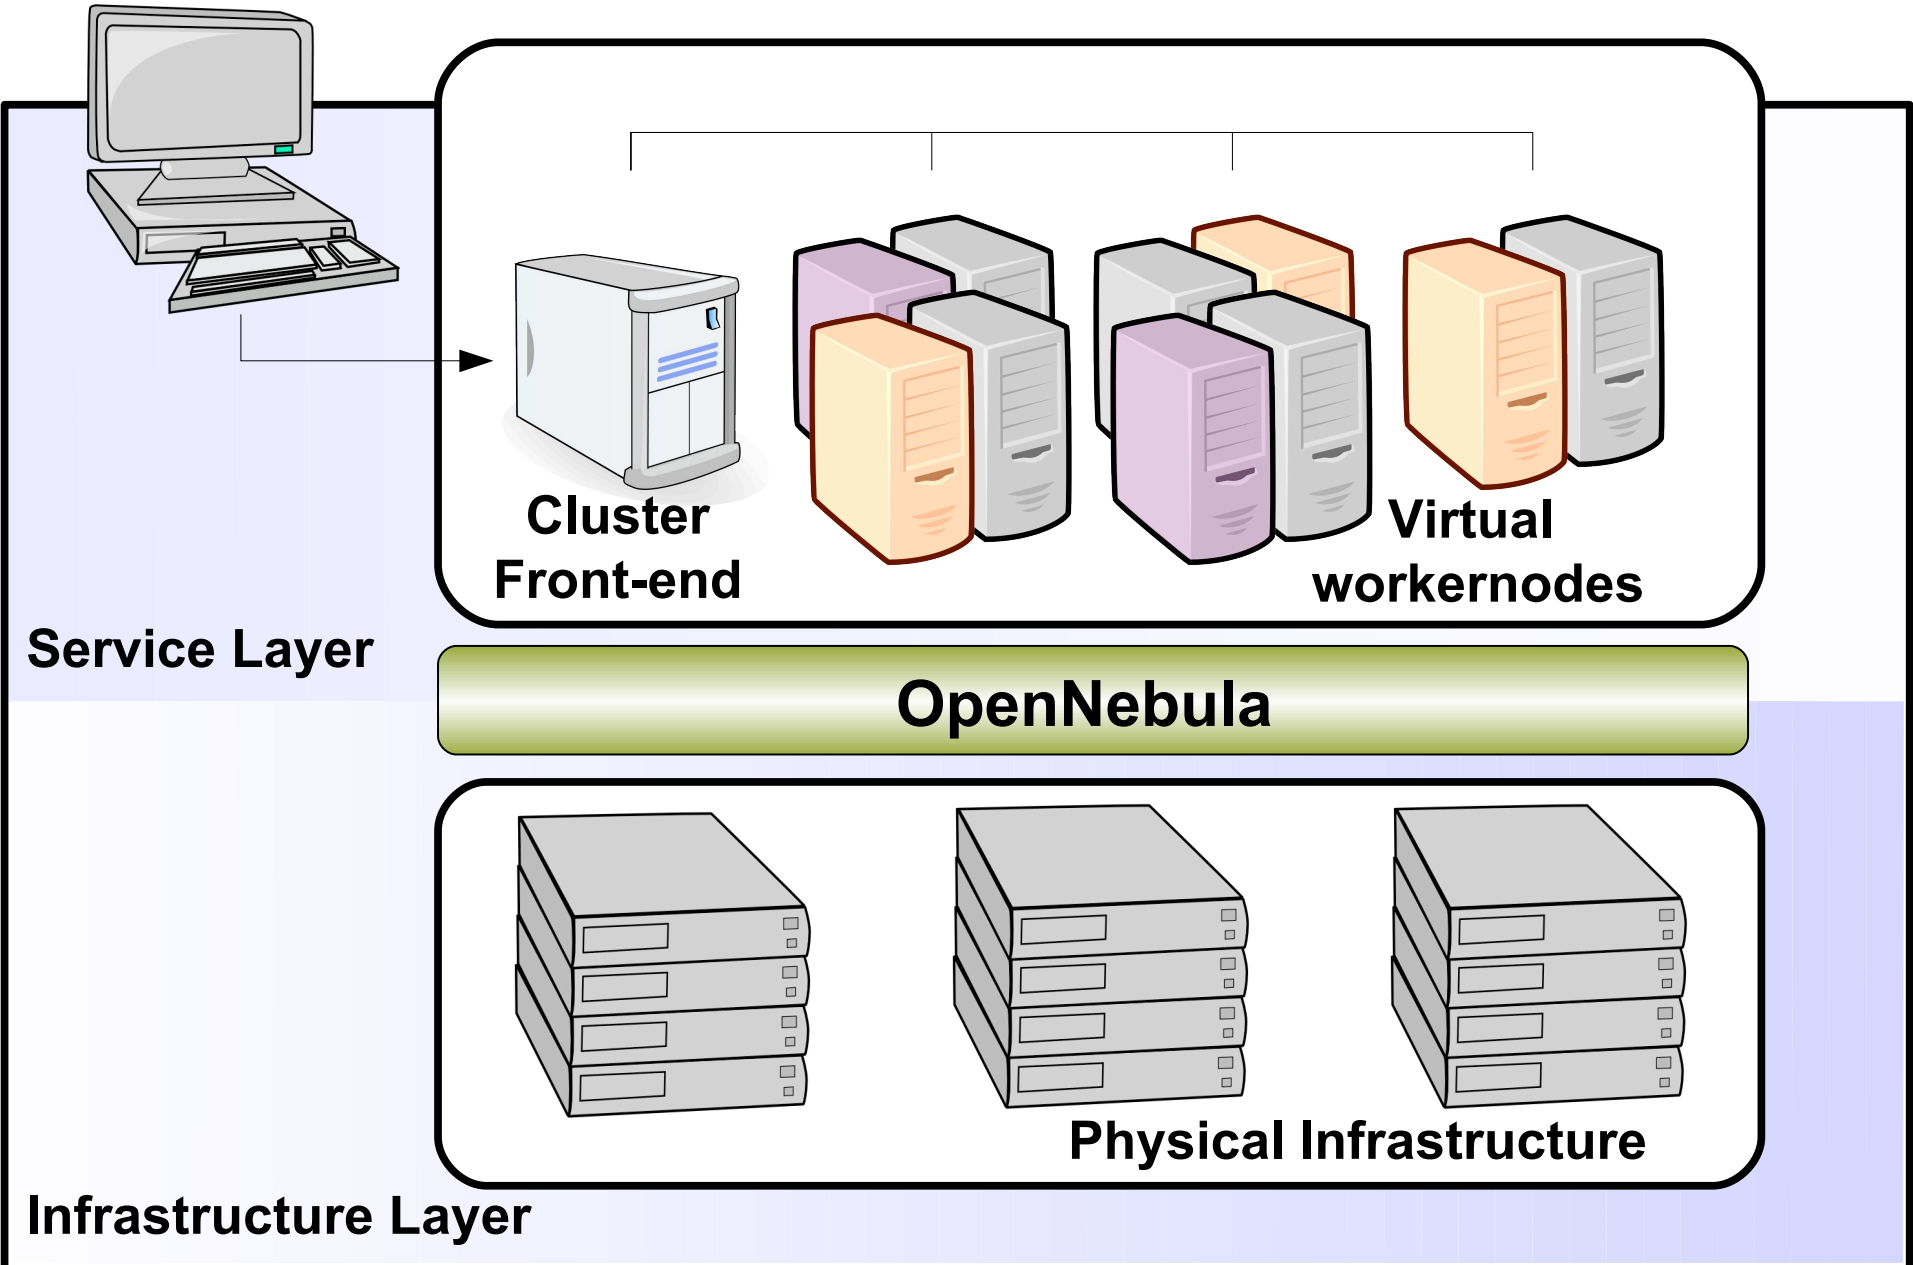 Cluster
Front-end
Virtual
workernodes
Service Layer
OpenNebula
Physical Infrastructure
Infrastructure Layer